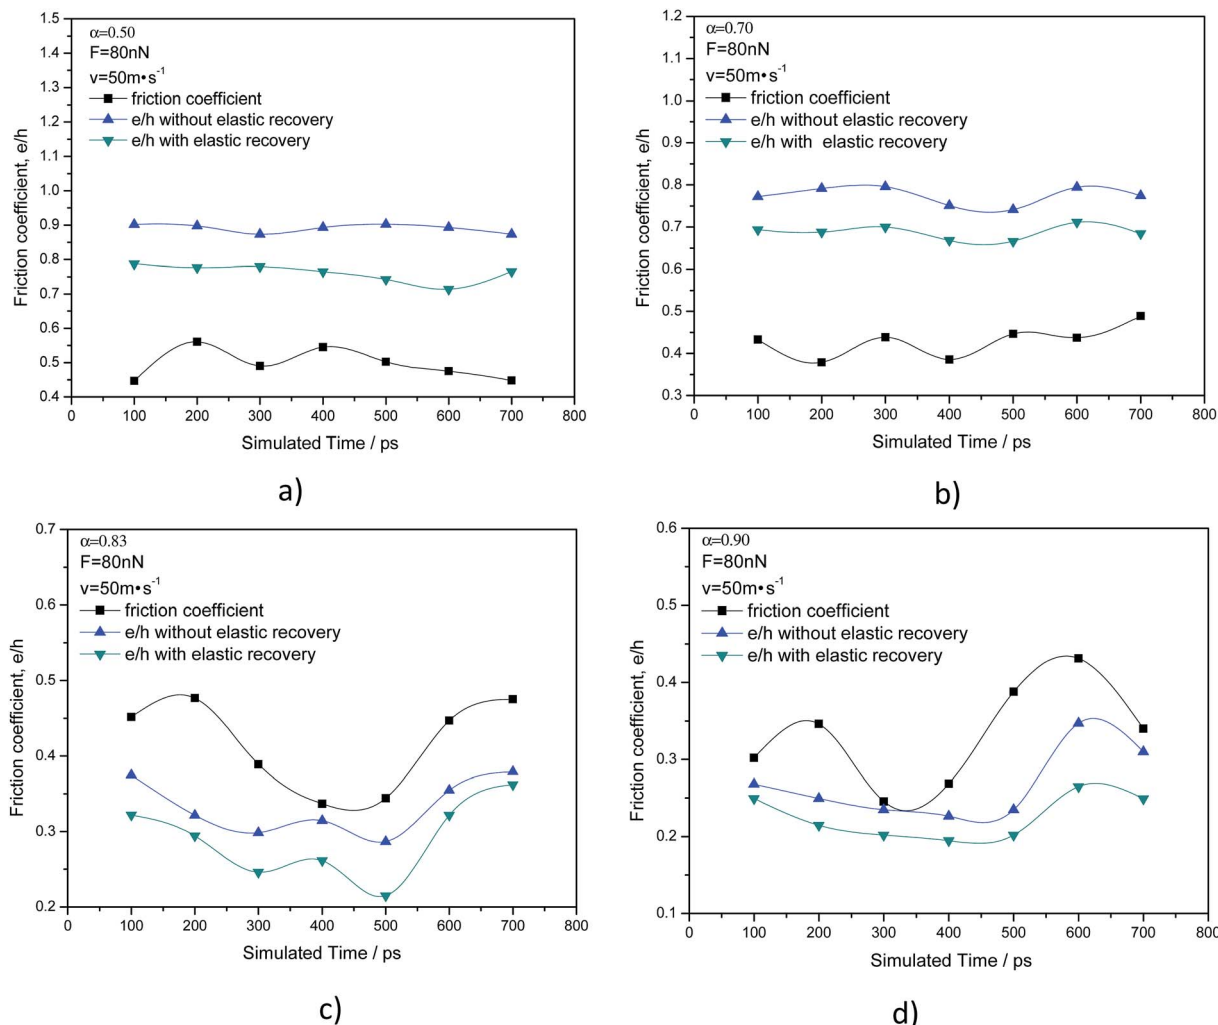 1.5
1.4
1.3
1.2
1.1
1.0
0.9
0.8
0.7
0.6
0.5
0.4
Friction coefficient, e/h
α=0.50
F=80nN
v=50m•s⁻¹
friction coefficient
e/h without elastic recovery
e/h with elastic recovery
0 100 200 300 400 500 600 700 800
Simulated Time / ps
a)
1.2
1.1
1.0
0.9
0.8
0.7
0.6
0.5
0.4
0.3
Friction coefficient, e/h
α=0.70
F=80nN
v=50m•s⁻¹
friction coefficient
e/h without elastic recovery
e/h with elastic recovery
0 100 200 300 400 500 600 700 800
Simulated Time / ps
b)
0.7
0.6
0.5
0.4
0.3
0.2
Friction coefficient, e/h
α=0.83
F=80nN
v=50m•s⁻¹
friction coefficient
e/h without elastic recovery
e/h with elastic recovery
0 100 200 300 400 500 600 700 800
Simulated Time / ps
c)
0.6
0.5
0.4
0.3
0.2
0.1
Friction coefficient, e/h
α=0.90
F=80nN
v=50m•s⁻¹
friction coefficient
e/h without elastic recovery
e/h with elastic recovery
0 100 200 300 400 500 600 700 800
Simulated Time / ps
d)